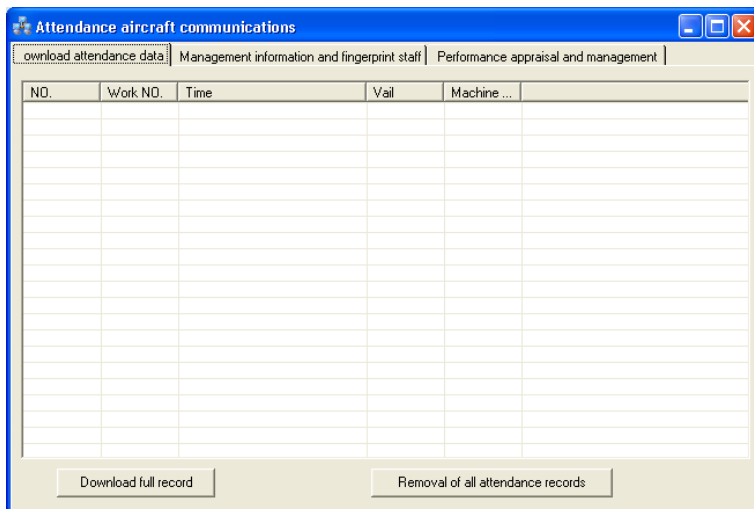 Attendance aircraft communications
ownload attendance data Management information and fingerprint staff Performance appraisal and management
NO. Work NO. Time Vail Machine ...
Download full record Removal of all attendance records